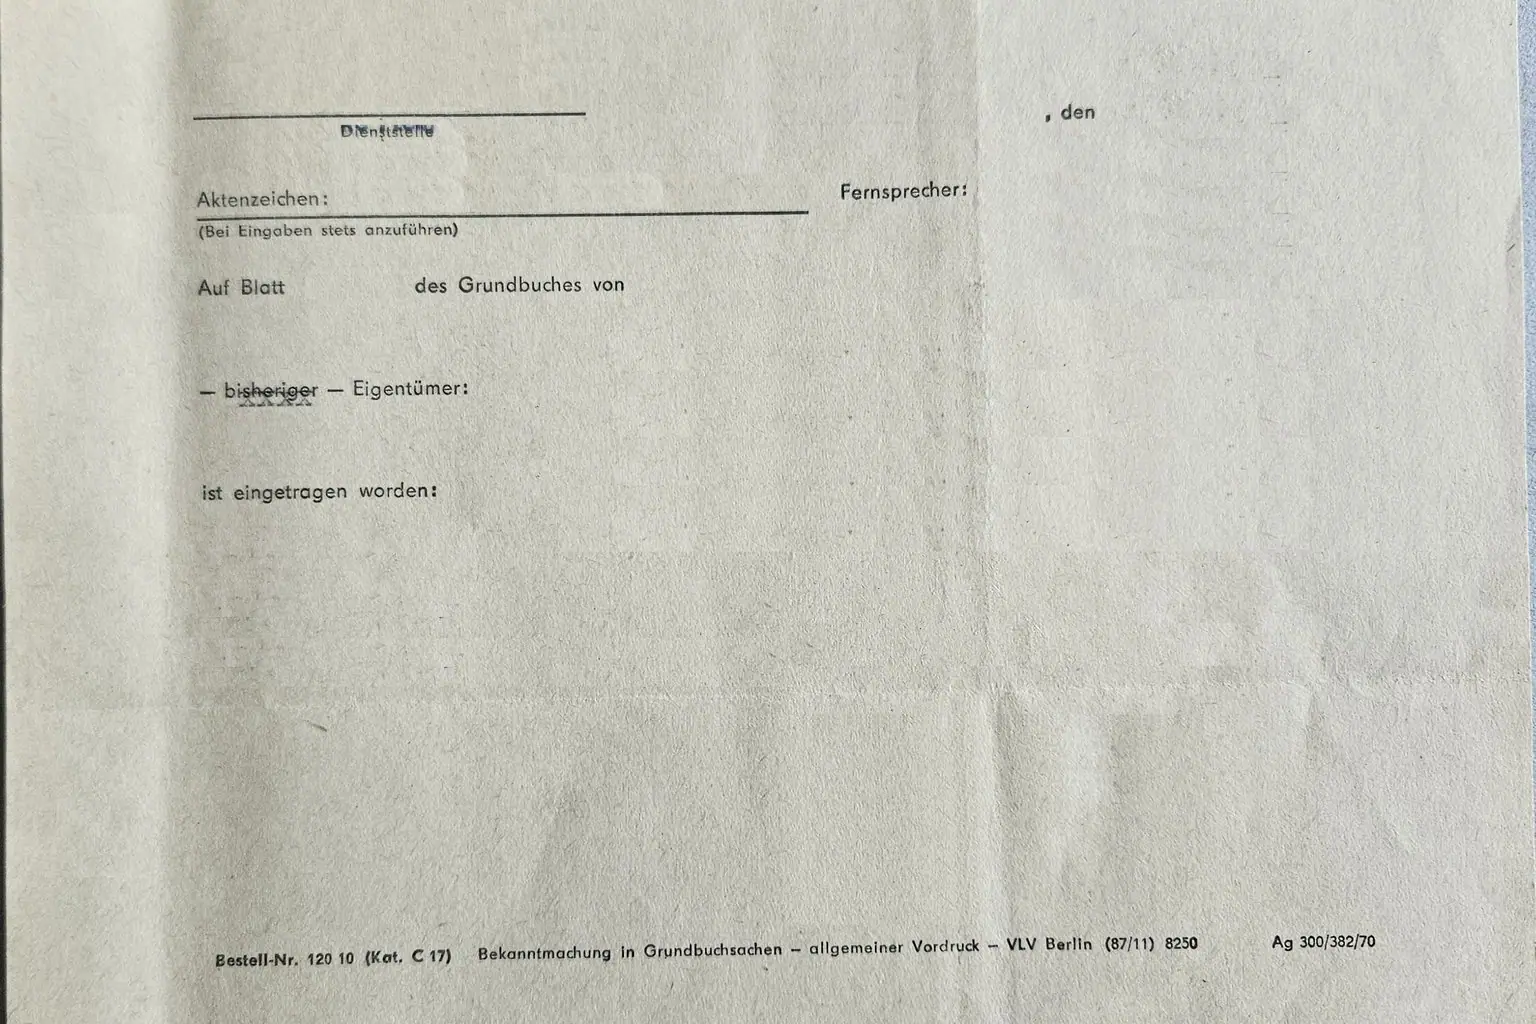 , den
Dienststelle
Aktenzeichen:
Fernsprecher:
(Bei Eingaben stets anzuführen)
Auf Blatt des Grundbuches von
— bisheriger — Eigentümer:
ist eingetragen worden:
Bestell-Nr. 120 10 (Kat. C 17) Bekanntmachung in Grundbuchsachen – allgemeiner Vordruck – VLV Berlin (87/11) 8250 Ag 300/382/70